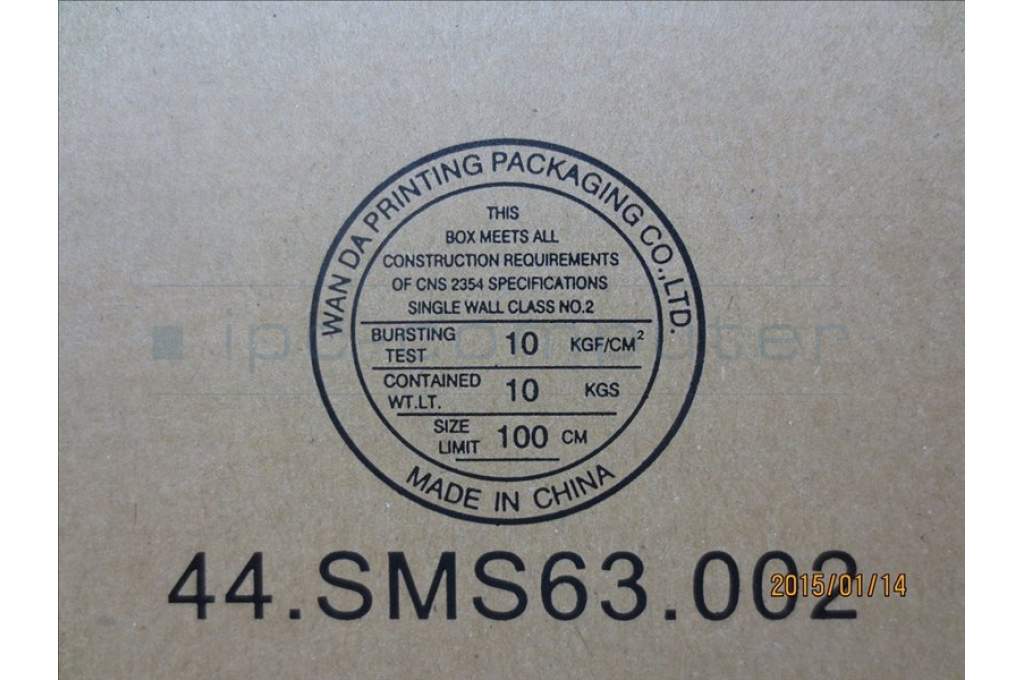 WAN DA PRINTING PACKAGING CO.,LTD.
THIS
BOX MEETS ALL
CONSTRUCTION REQUIREMENTS
OF CNS 2354 SPECIFICATIONS
SINGLE WALL CLASS NO.2
BURSTING TEST 10 KGF/CM²
CONTAINED WT.LT. 10 KGS
SIZE LIMIT 100 CM
MADE IN CHINA
ipc-computer
44.SMS63.002
2015/01/14